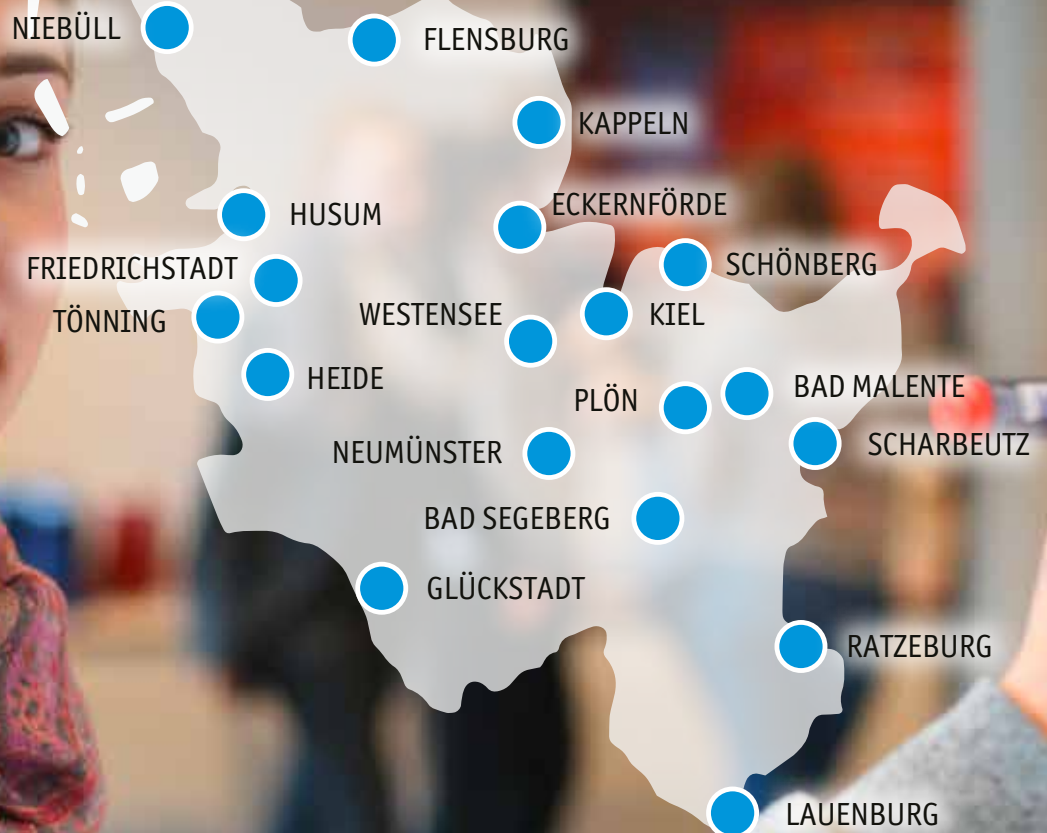 NIEBÜLL
FLENSBURG
KAPPELN
ECKERNFÖRDE
HUSUM
SCHÖNBERG
FRIEDRICHSTADT
WESTENSEE
KIEL
TÖNNING
HEIDE
BAD MALENTE
PLÖN
SCHARBEUTZ
NEUMÜNSTER
BAD SEGEBERG
GLÜCKSTADT
RATZEBURG
LAUENBURG